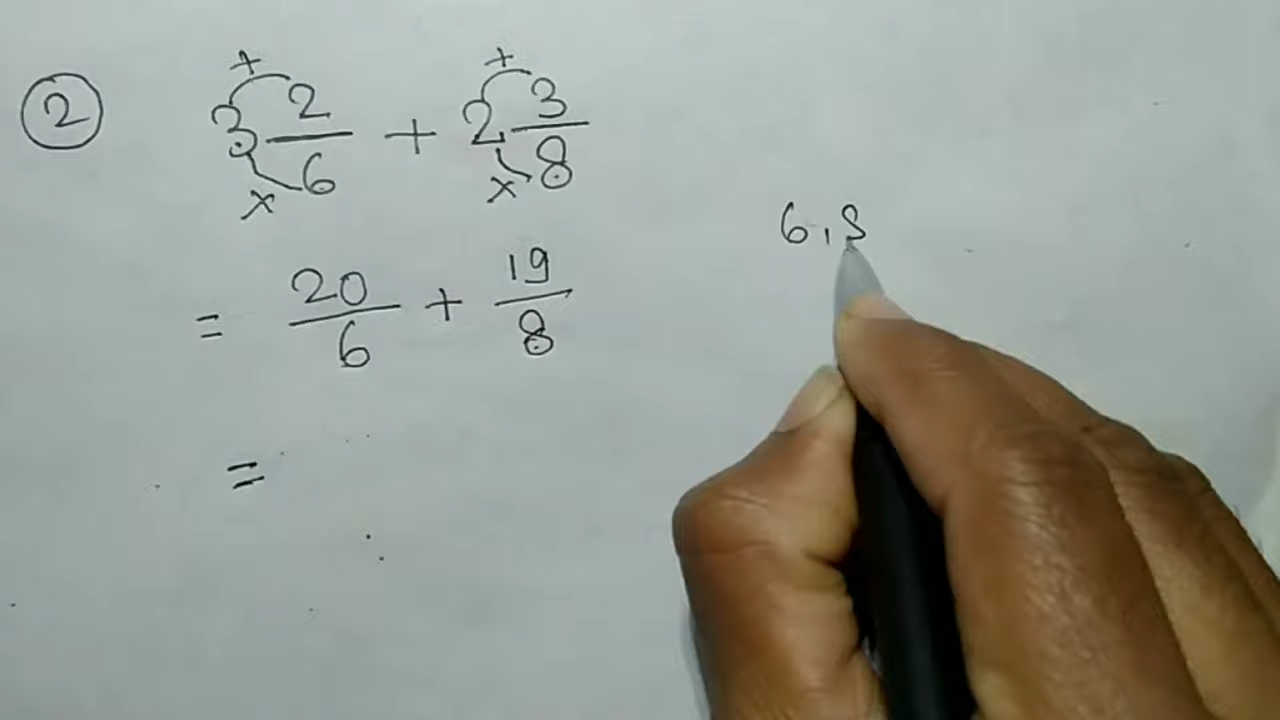 ② 3 2/6 + 2 3/8
= 20/6 + 19/8
6, 8
=